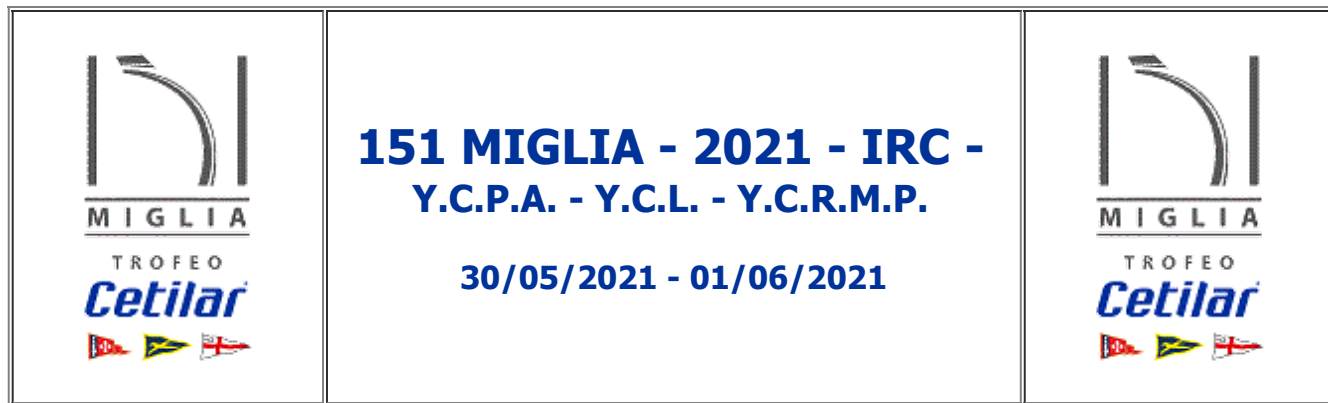 MIGLIA
TROFEO
Cetilar
151 MIGLIA - 2021 - IRC -
Y.C.P.A. - Y.C.L. - Y.C.R.M.P.
30/05/2021 - 01/06/2021
MIGLIA
TROFEO
Cetilar